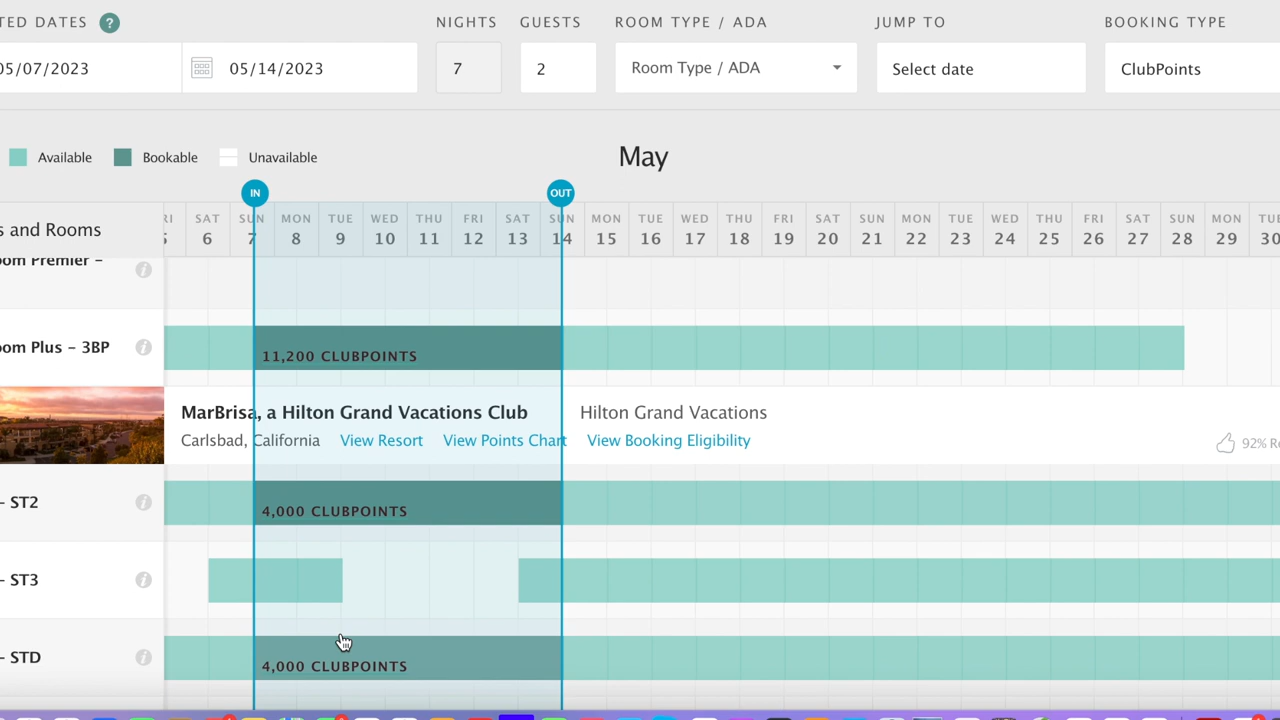 TED DATES ? NIGHTS GUESTS ROOM TYPE / ADA JUMP TO BOOKING TYPE
05/07/2023 05/14/2023 7 2 Room Type / ADA Select date ClubPoints
Available Bookable Unavailable May
IN OUT
RI SAT SUN MON TUE WED THU FRI SAT SUN MON TUE WED THU FRI SAT SUN MON TUE WED THU FRI SAT SUN MON TUE
s and Rooms 5 6 7 8 9 10 11 12 13 14 15 16 17 18 19 20 21 22 23 24 25 26 27 28 29 30
om Premier –
oom Plus – 3BP 11,200 CLUBPOINTS
MarBrisa, a Hilton Grand Vacations Club Hilton Grand Vacations
Carlsbad, California View Resort View Points Chart View Booking Eligibility 92% R
– ST2 4,000 CLUBPOINTS
– ST3
– STD 4,000 CLUBPOINTS